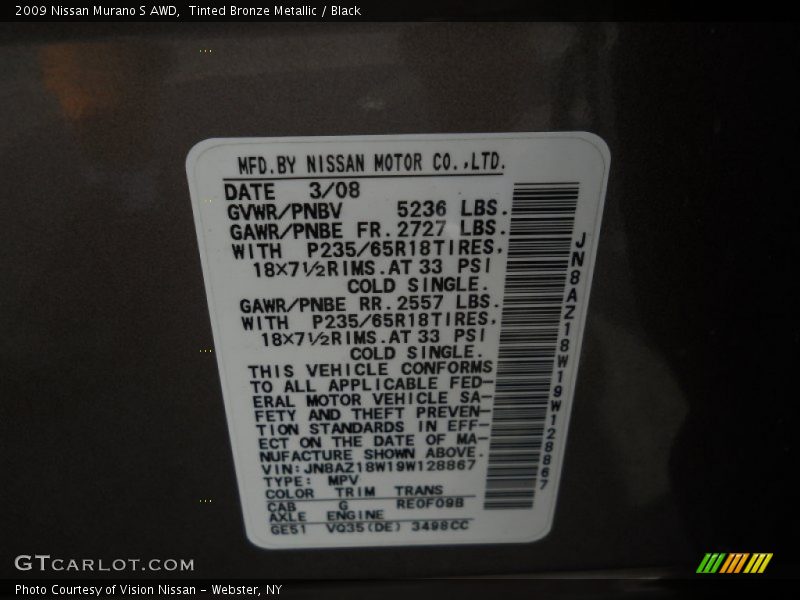 2009 Nissan Murano S AWD,  Tinted Bronze Metallic / Black
MFD.BY NISSAN MOTOR CO.,LTD.
DATE 3/08
GVWR/PNBV 5236 LBS.
GAWR/PNBE FR. 2727 LBS.
WITH P235/65R18TIRES,
18×7½RIMS.AT 33 PSI
COLD SINGLE.
GAWR/PNBE RR. 2557 LBS.
WITH P235/65R18TIRES,
18×7½RIMS.AT 33 PSI
COLD SINGLE.
THIS VEHICLE CONFORMS
TO ALL APPLICABLE FED-
ERAL MOTOR VEHICLE SA-
FETY AND THEFT PREVEN-
TION STANDARDS IN EFF-
ECT ON THE DATE OF MA-
NUFACTURE SHOWN ABOVE.
VIN:JN8AZ18W19W128867
TYPE: MPV
COLOR TRIM TRANS
CAB G RE0F09B
AXLE ENGINE
GE51 VQ35(DE) 3498CC
JN8AZ18W19W128867
GTCARLOT.COM
Photo Courtesy of Vision Nissan - Webster, NY